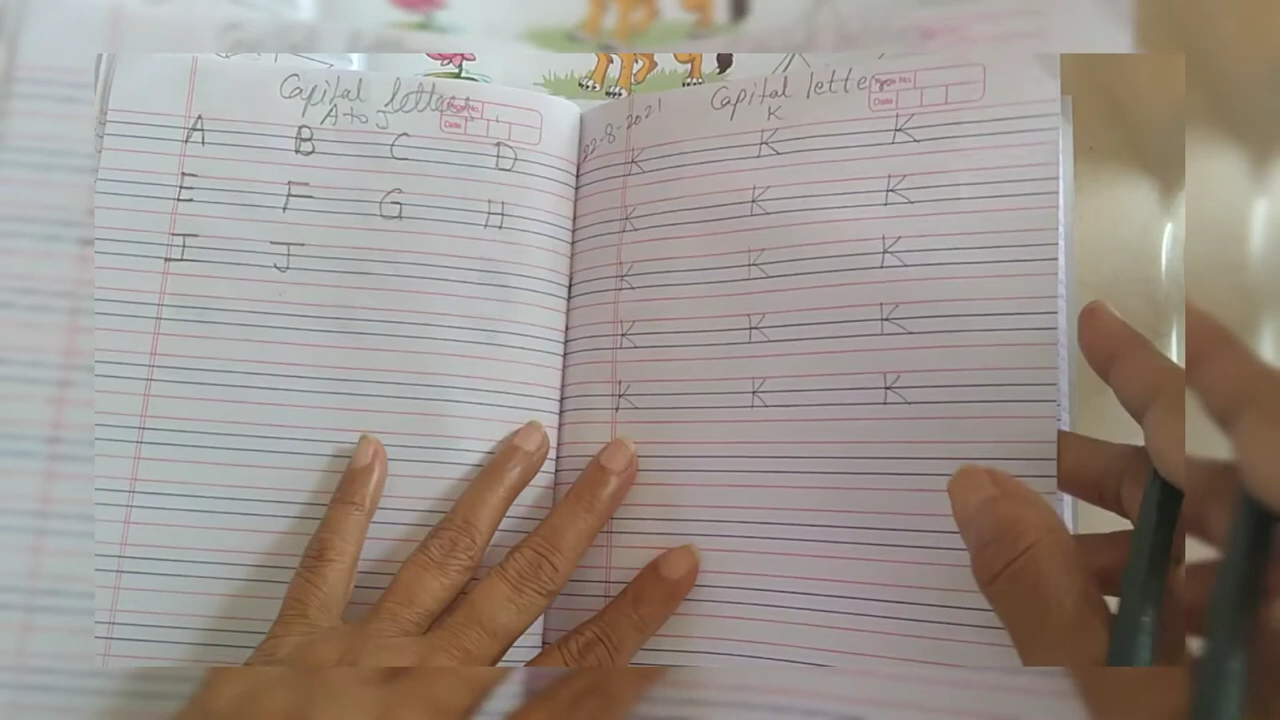 Capital letters
Page No.
A to J
Date
A B C D
E F G H
I J
Capital letters
Page No.
K
Date
22-8-2021
K K K
K K K
K K K
K K K
K K K